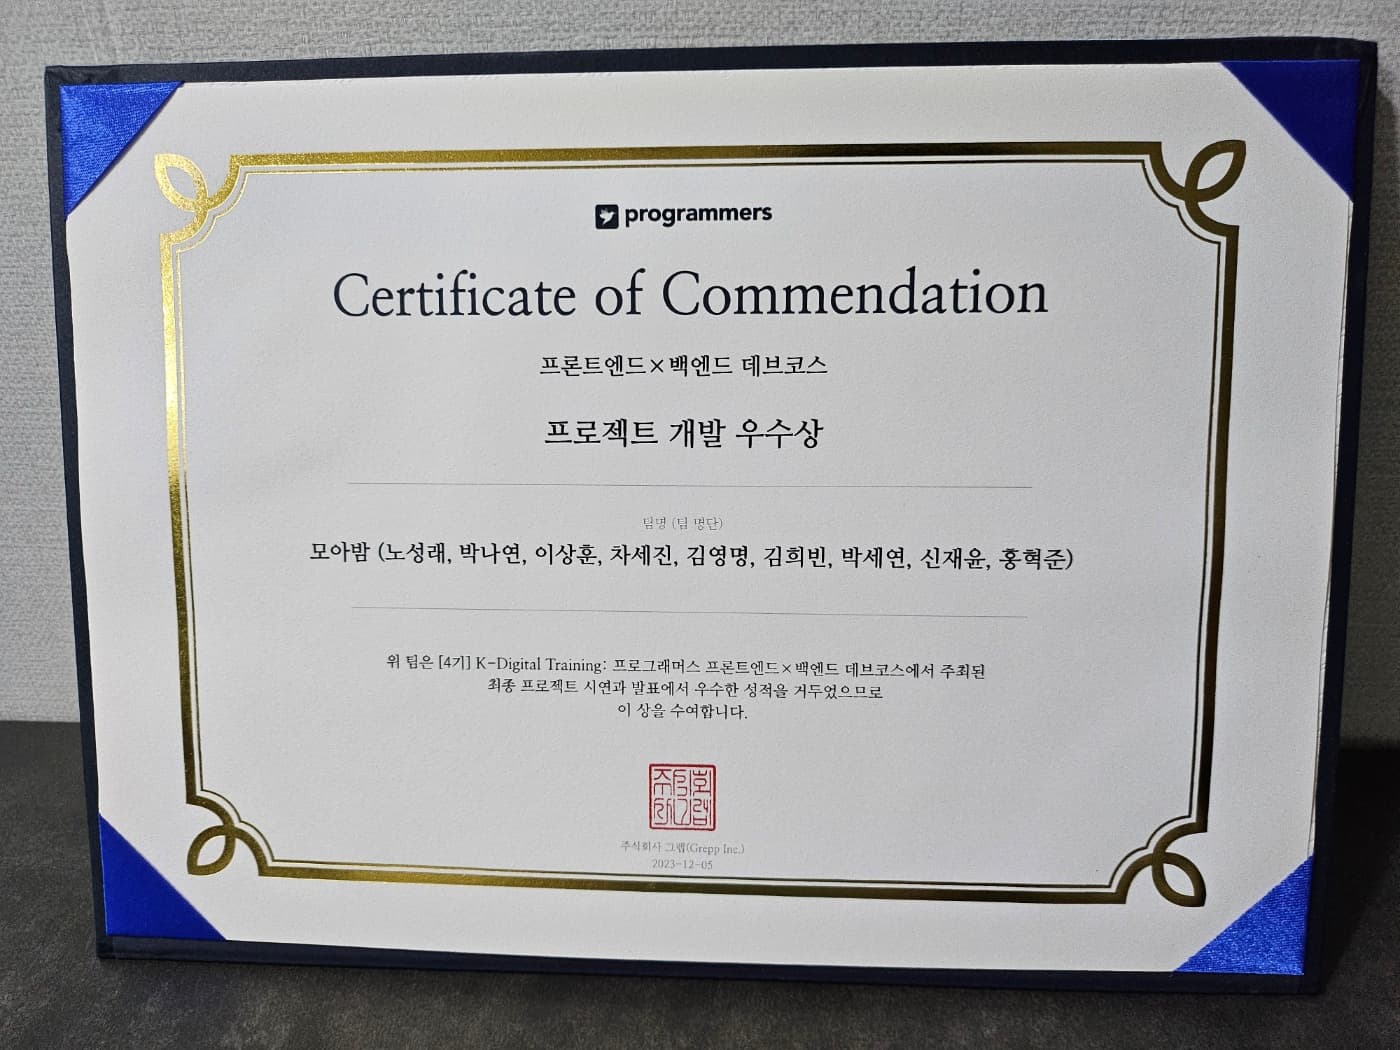 programmers
Certificate of Commendation
프론트엔드×백엔드 데브코스
프로젝트 개발 우수상
팀명 (팀 명단)
모아밤 (노성래, 박나연, 이상훈, 차세진, 김영명, 김희빈, 박세연, 신재윤, 홍혁준)
위 팀은 [4기] K-Digital Training: 프로그래머스 프론트엔드×백엔드 데브코스에서 주최된
최종 프로젝트 시연과 발표에서 우수한 성적을 거두었으므로
이 상을 수여합니다.
주식회사 그렙(Grepp Inc.)
2023-12-05